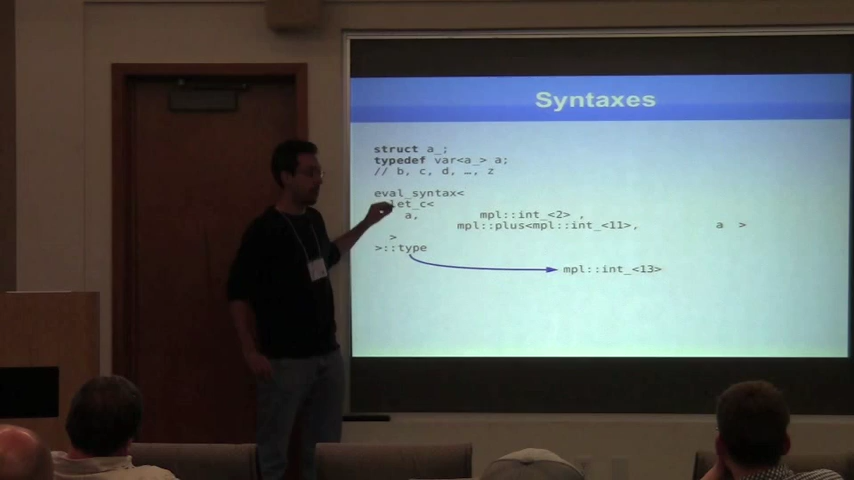 Syntaxes
struct a_;
typedef var<a_> a;
// b, c, d, …, z
eval_syntax<
let_c<
a, mpl::int_<2> ,
mpl::plus<mpl::int_<11>, a >
>
>::type
mpl::int_<13>